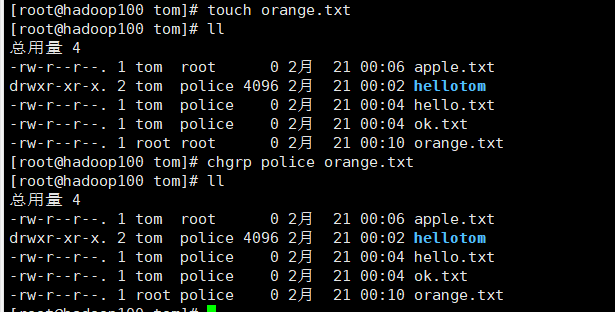 [root@hadoop100 tom]# touch orange.txt
[root@hadoop100 tom]# ll
总用量 4
-rw-r--r--. 1 tom  root      0 2月  21 00:06 apple.txt
drwxr-xr-x. 2 tom  police 4096 2月  21 00:02 hellotom
-rw-r--r--. 1 tom  police    0 2月  21 00:04 hello.txt
-rw-r--r--. 1 tom  police    0 2月  21 00:04 ok.txt
-rw-r--r--. 1 root root      0 2月  21 00:10 orange.txt
[root@hadoop100 tom]# chgrp police orange.txt
[root@hadoop100 tom]# ll
总用量 4
-rw-r--r--. 1 tom  root      0 2月  21 00:06 apple.txt
drwxr-xr-x. 2 tom  police 4096 2月  21 00:02 hellotom
-rw-r--r--. 1 tom  police    0 2月  21 00:04 hello.txt
-rw-r--r--. 1 tom  police    0 2月  21 00:04 ok.txt
-rw-r--r--. 1 root police    0 2月  21 00:10 orange.txt
[root@hadoop100 tom]#